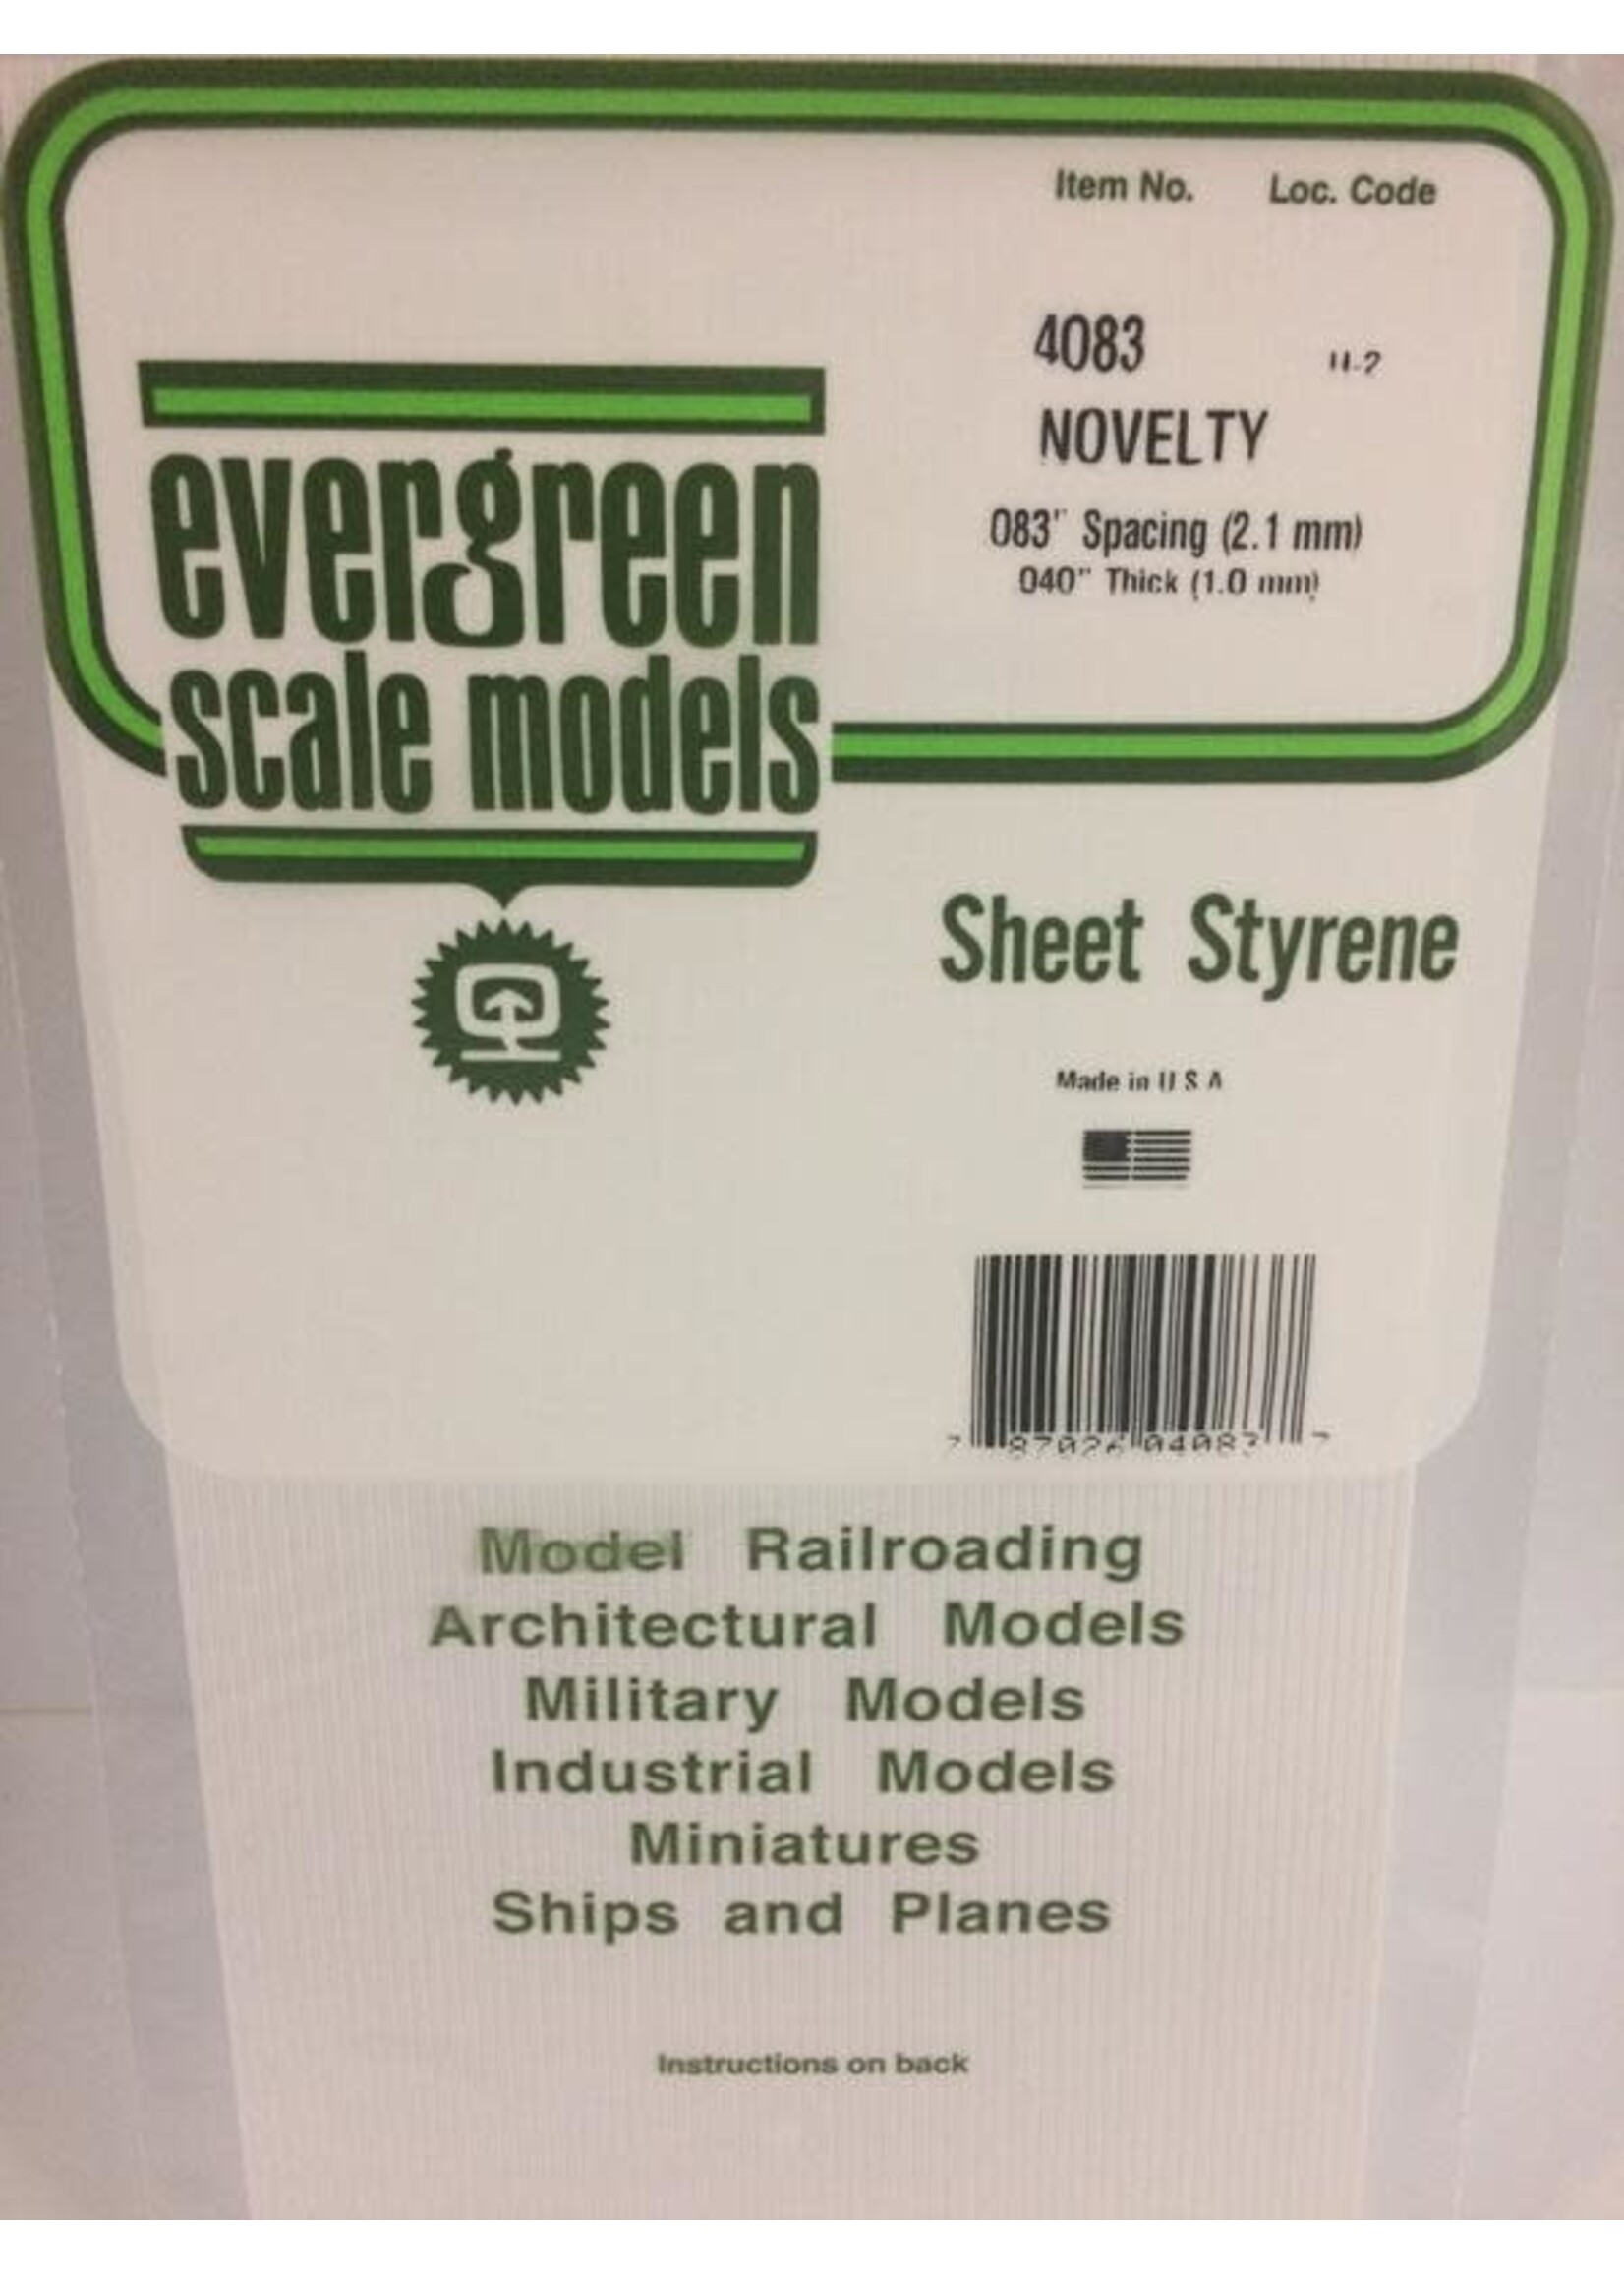 Item No. Loc. Code
4083
NOVELTY
083" Spacing (2.1 mm)
040" Thick (1.0 mm)
evergreen
scale models
Sheet Styrene
Made in U S A
Model Railroading
Architectural Models
Military Models
Industrial Models
Miniatures
Ships and Planes
Instructions on back